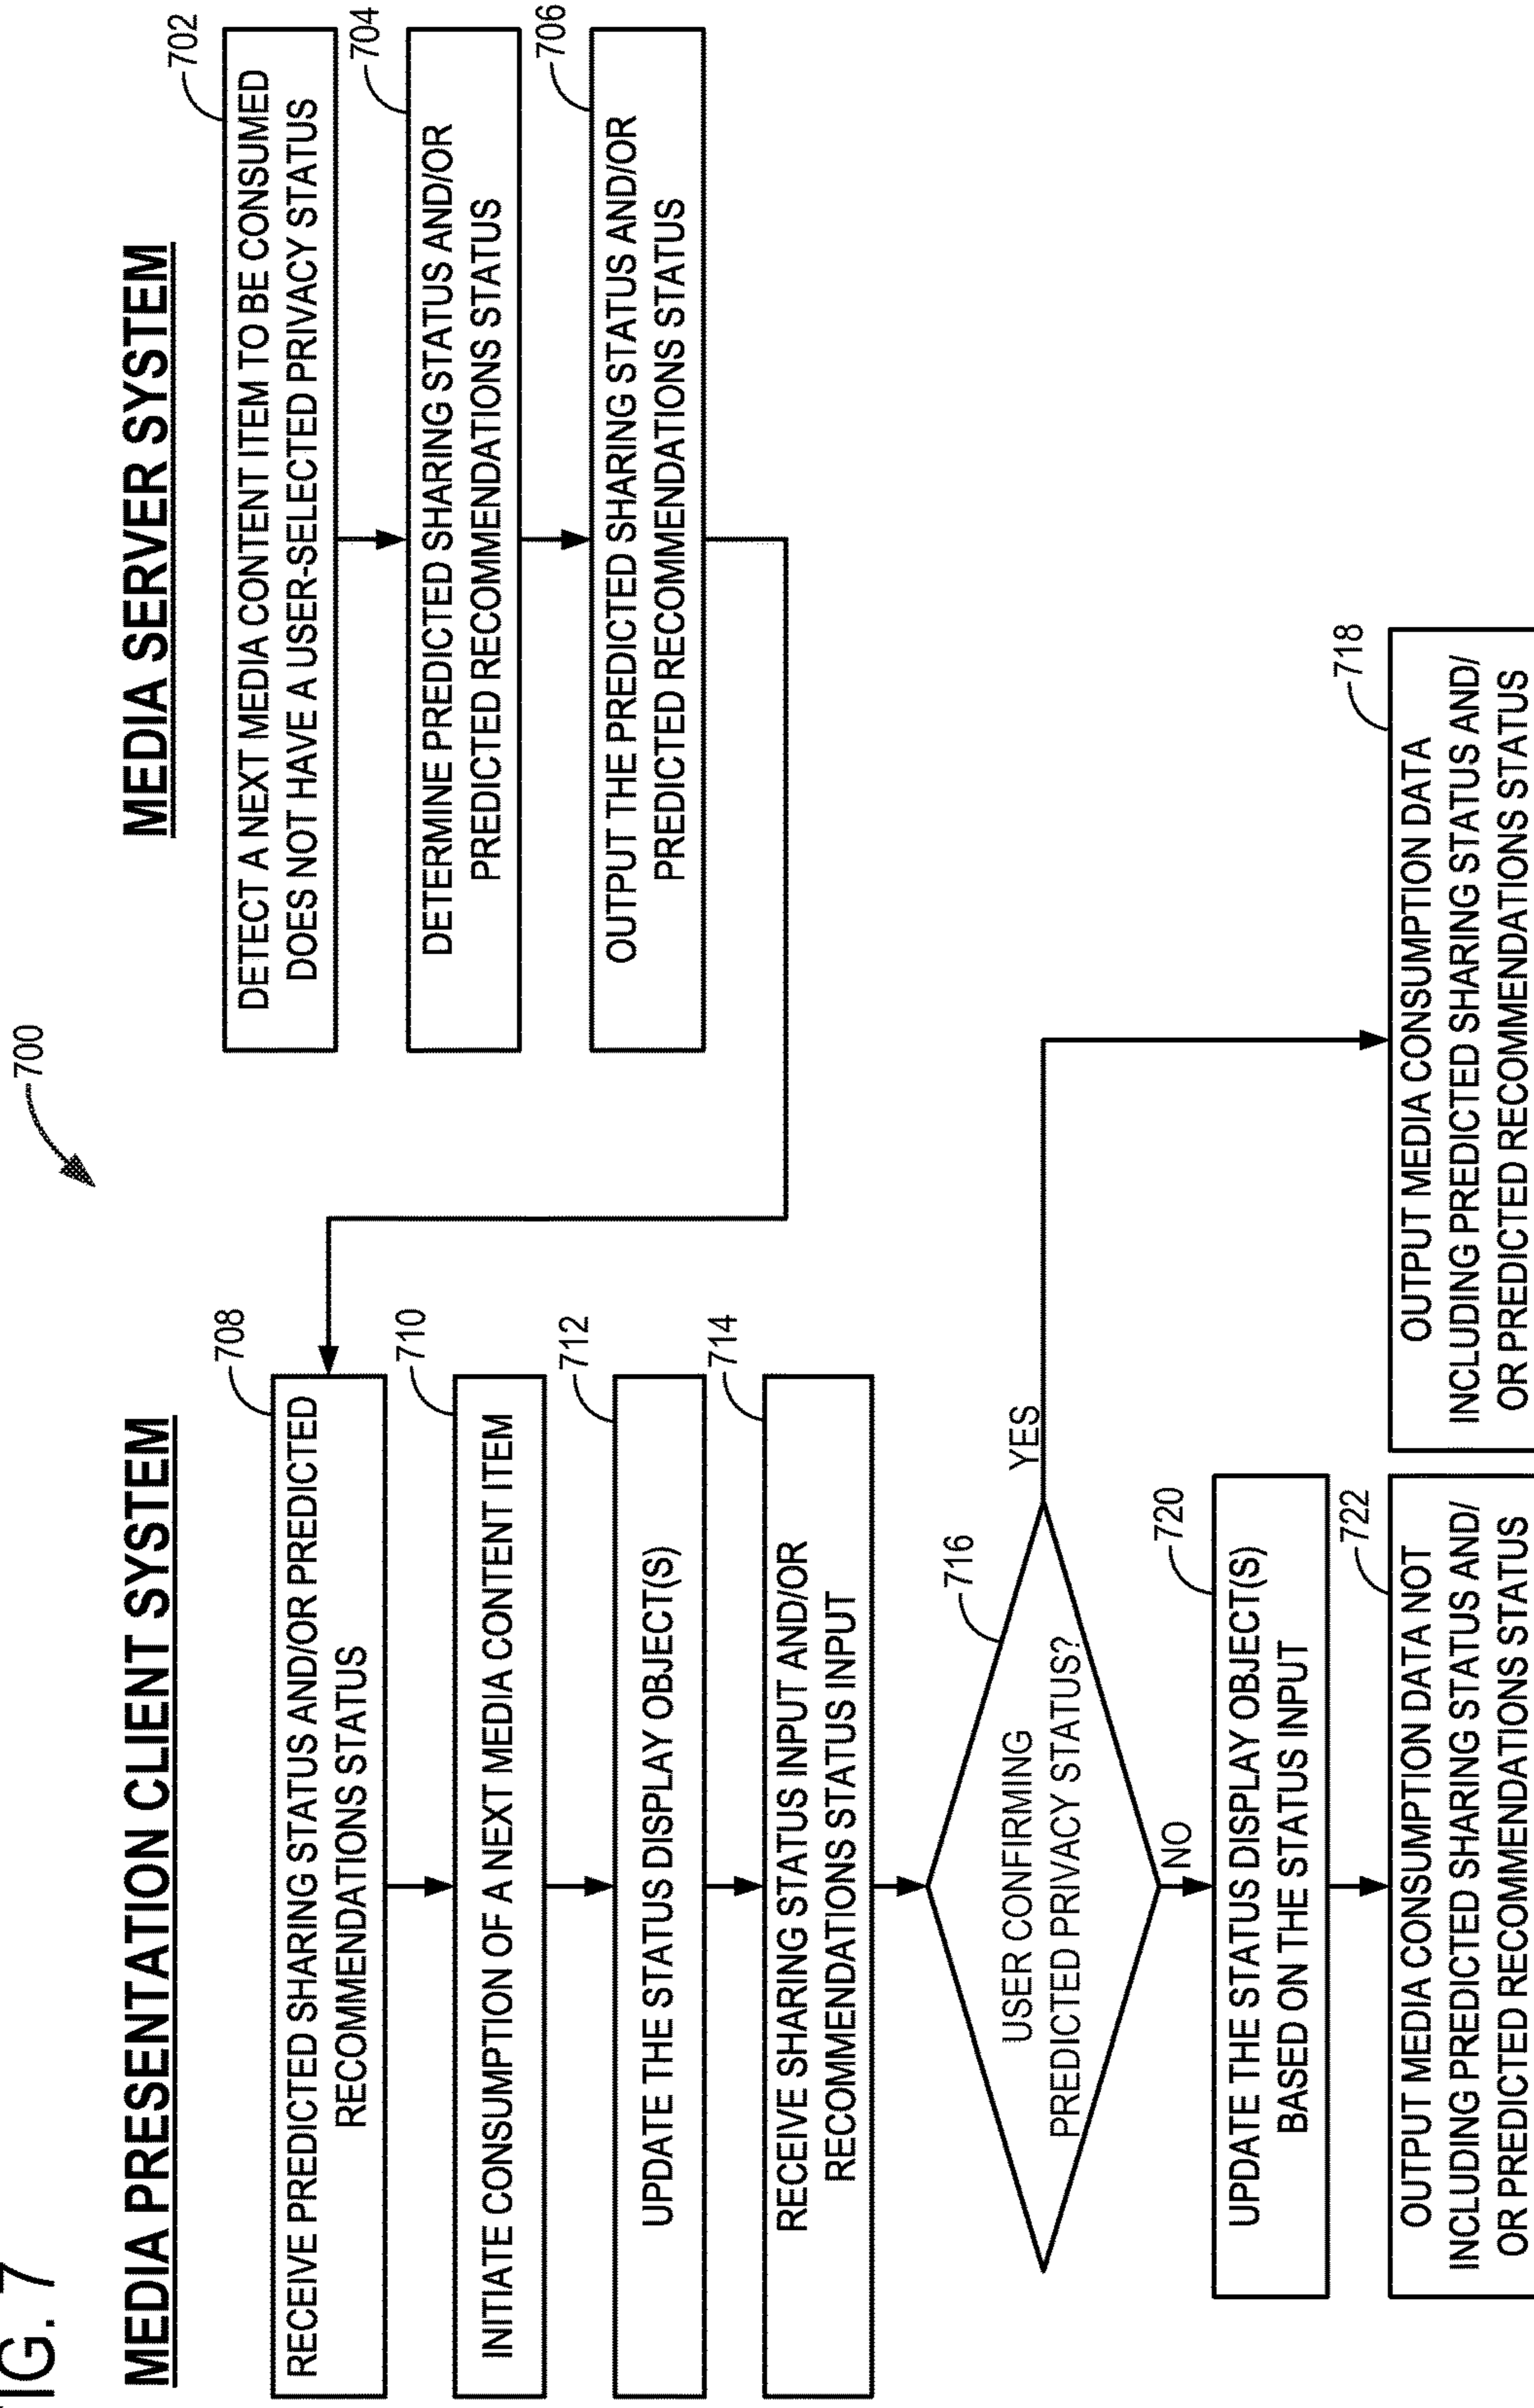 IG. 7
700
MEDIA PRESENTATION CLIENT SYSTEM
MEDIA SERVER SYSTEM
702
DETECT A NEXT MEDIA CONTENT ITEM TO BE CONSUMED
DOES NOT HAVE A USER-SELECTED PRIVACY STATUS
704
DETERMINE PREDICTED SHARING STATUS AND/OR
PREDICTED RECOMMENDATIONS STATUS
706
OUTPUT THE PREDICTED SHARING STATUS AND/OR
PREDICTED RECOMMENDATIONS STATUS
708
RECEIVE PREDICTED SHARING STATUS AND/OR PREDICTED
RECOMMENDATIONS STATUS
710
INITIATE CONSUMPTION OF A NEXT MEDIA CONTENT ITEM
712
UPDATE THE STATUS DISPLAY OBJECT(S)
714
RECEIVE SHARING STATUS INPUT AND/OR
RECOMMENDATIONS STATUS INPUT
716
USER CONFIRMING
PREDICTED PRIVACY STATUS?
YES
NO
718
OUTPUT MEDIA CONSUMPTION DATA
INCLUDING PREDICTED SHARING STATUS AND/
OR PREDICTED RECOMMENDATIONS STATUS
720
UPDATE THE STATUS DISPLAY OBJECT(S)
BASED ON THE STATUS INPUT
722
OUTPUT MEDIA CONSUMPTION DATA NOT
INCLUDING PREDICTED SHARING STATUS AND/
OR PREDICTED RECOMMENDATIONS STATUS